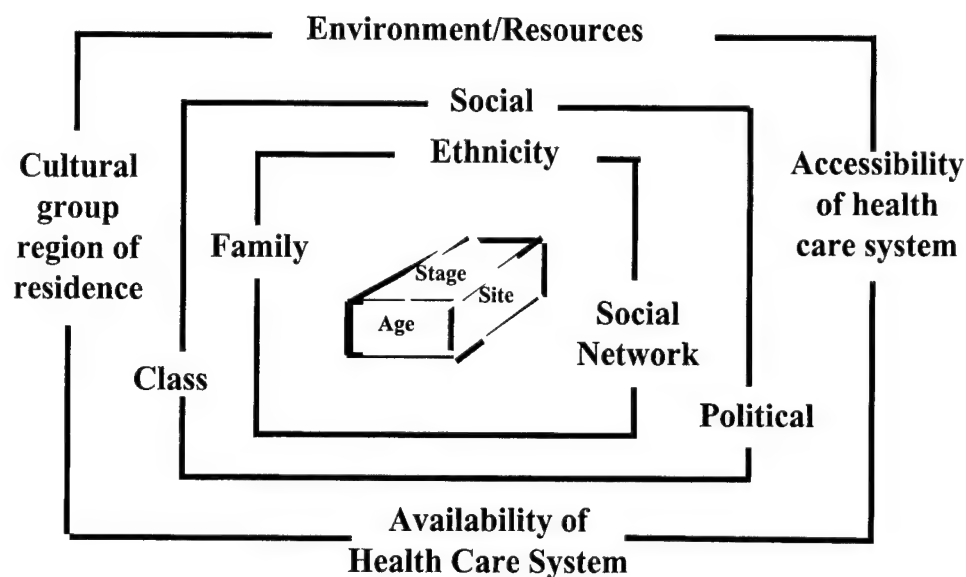 Environment/Resources
Social
Ethnicity
Cultural
group
region of
residence
Accessibility
of health
care system
Family
Stage
Site
Age
Social
Network
Class
Political
Availability of
Health Care System